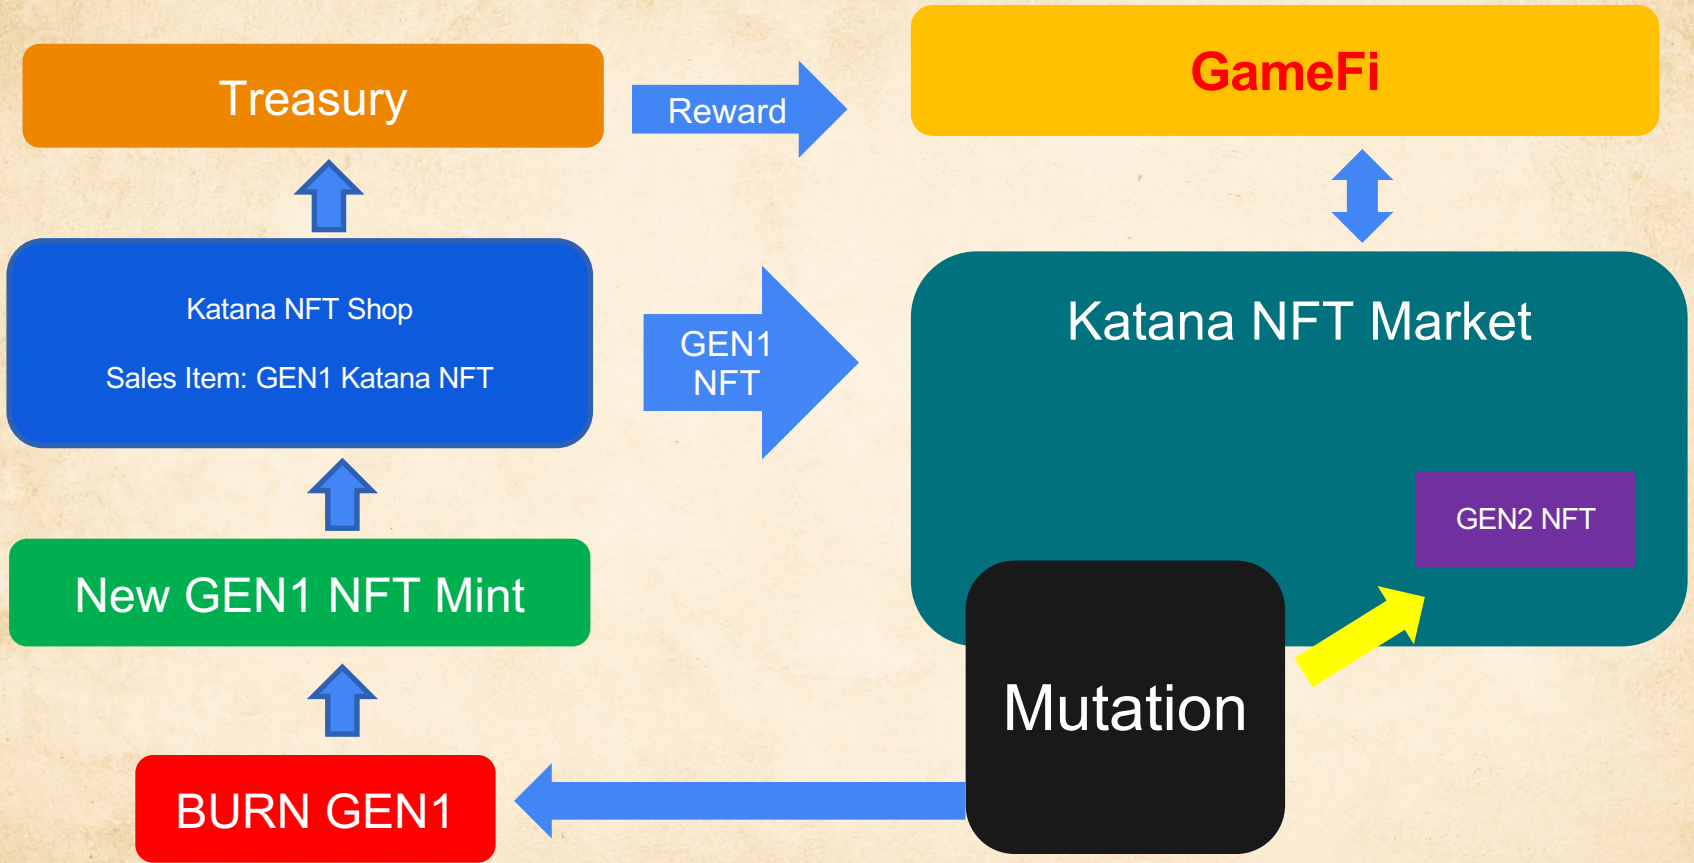 Treasury
Reward
GameFi
Katana NFT Shop
Sales Item: GEN1 Katana NFT
GEN1
NFT
Katana NFT Market
GEN2 NFT
New GEN1 NFT Mint
Mutation
BURN GEN1